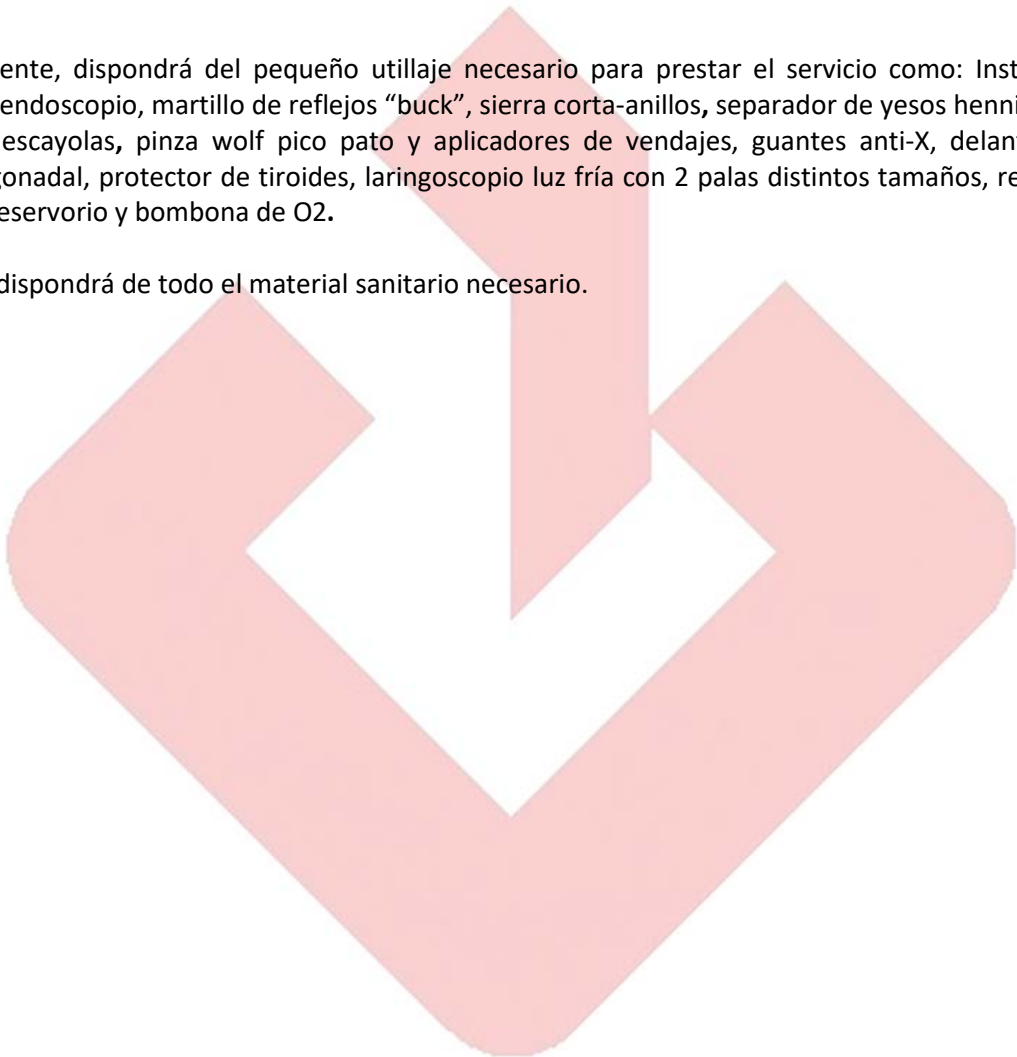 ente, dispondrá del pequeño utillaje necesario para prestar el servicio como: Inst
endoscopio, martillo de reflejos “buck”, sierra corta-anillos, separador de yesos henni
escayolas, pinza wolf pico pato y aplicadores de vendajes, guantes anti-X, delant
gonadal, protector de tiroides, laringoscopio luz fría con 2 palas distintos tamaños, re
eservorio y bombona de O2.
dispondrá de todo el material sanitario necesario.